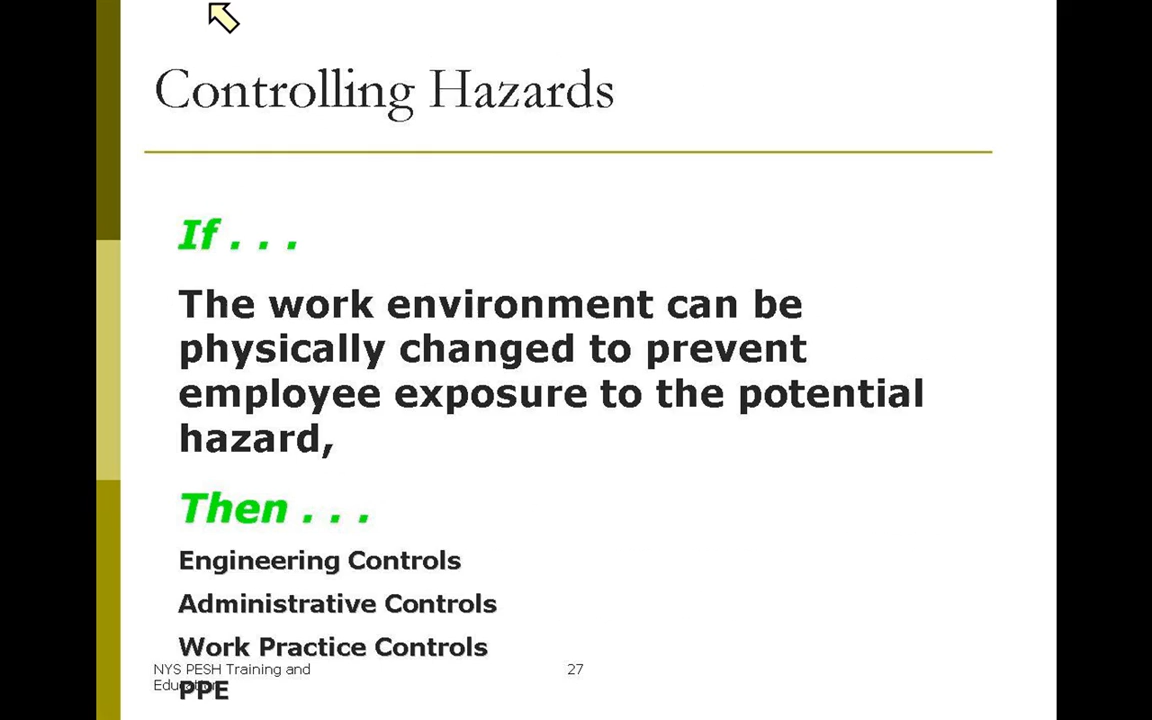 Controlling Hazards
If . . .
The work environment can be
physically changed to prevent
employee exposure to the potential
hazard,
Then . . .
Engineering Controls
Administrative Controls
Work Practice Controls
NYS PESH Training and
Education
27
PPE